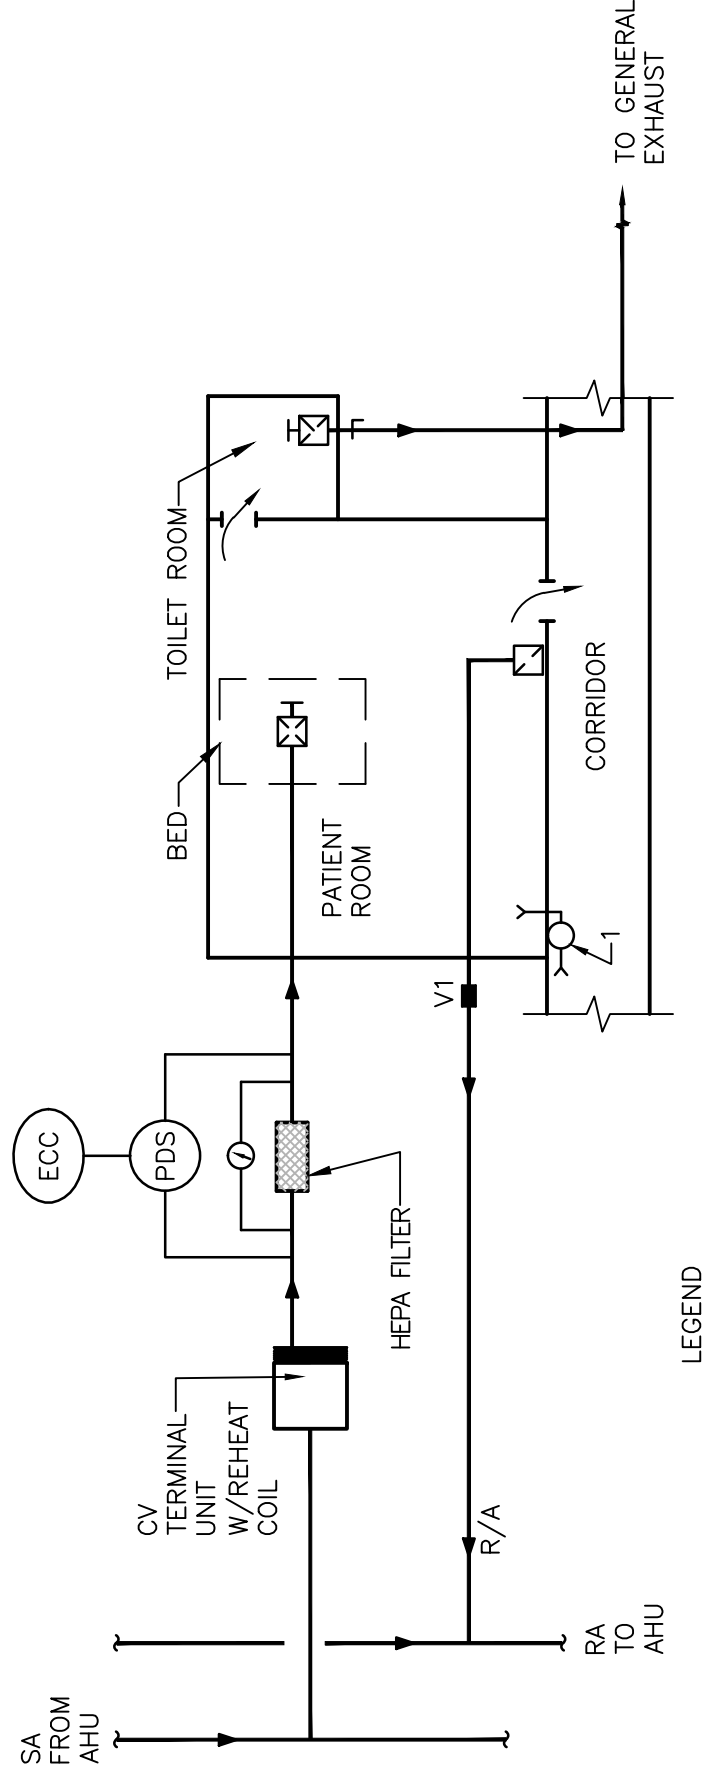 SA
FROM
AHU
RA
TO
AHU
CV
TERMINAL
UNIT
W/REHEAT
COIL
R/A
HEPA FILTER
ECC
PDS
V1
BED
PATIENT
ROOM
TOILET ROOM
CORRIDOR
1
TO GENERAL
EXHAUST
LEGEND